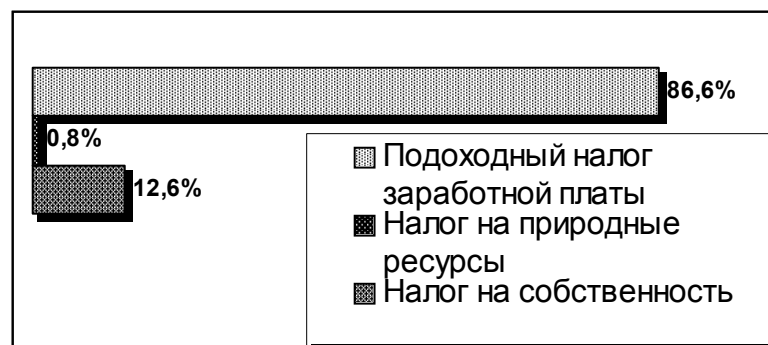 86,6%
0,8%
12,6%
Подоходный налог
заработной платы
Налог на природные
ресурсы
Налог на собственность